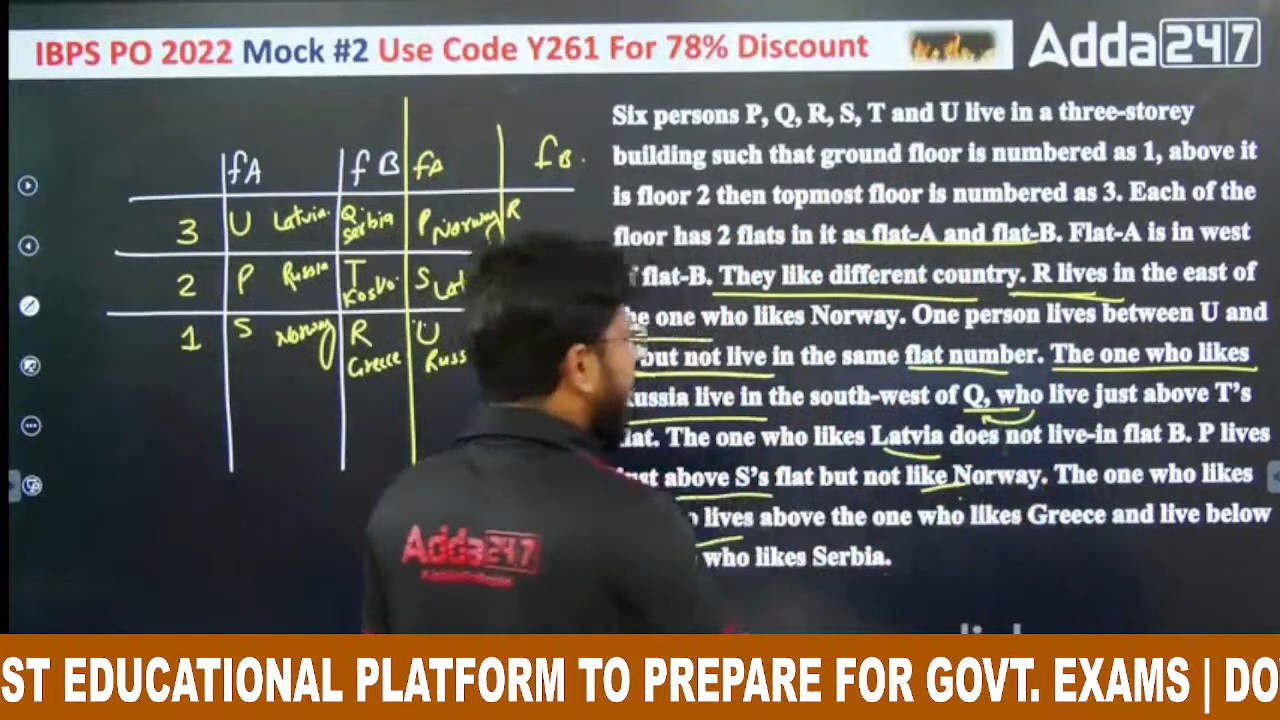 IBPS PO 2022 Mock #2 Use Code Y261 For 78% Discount
Adda247
Six persons P, Q, R, S, T and U live in a three-storey
building such that ground floor is numbered as 1, above it
is floor 2 then topmost floor is numbered as 3. Each of the
floor has 2 flats in it as flat-A and flat-B. Flat-A is in west
flat-B. They like different country. R lives in the east of
one who likes Norway. One person lives between U and
but not live in the same flat number. The one who likes
live in the south-west of Q, who live just above T's
The one who likes Latvia does not live-in flat B. P lives
above S's flat but not like Norway. The one who likes
lives above the one who likes Greece and live below
who likes Serbia.
fA fB fA fB
3 U Latvia Q Serbia P Norway R
2 P Russia T S Lat
1 S Norway R Greece U Russ
Adda247
ST EDUCATIONAL PLATFORM TO PREPARE FOR GOVT. EXAMS | DO